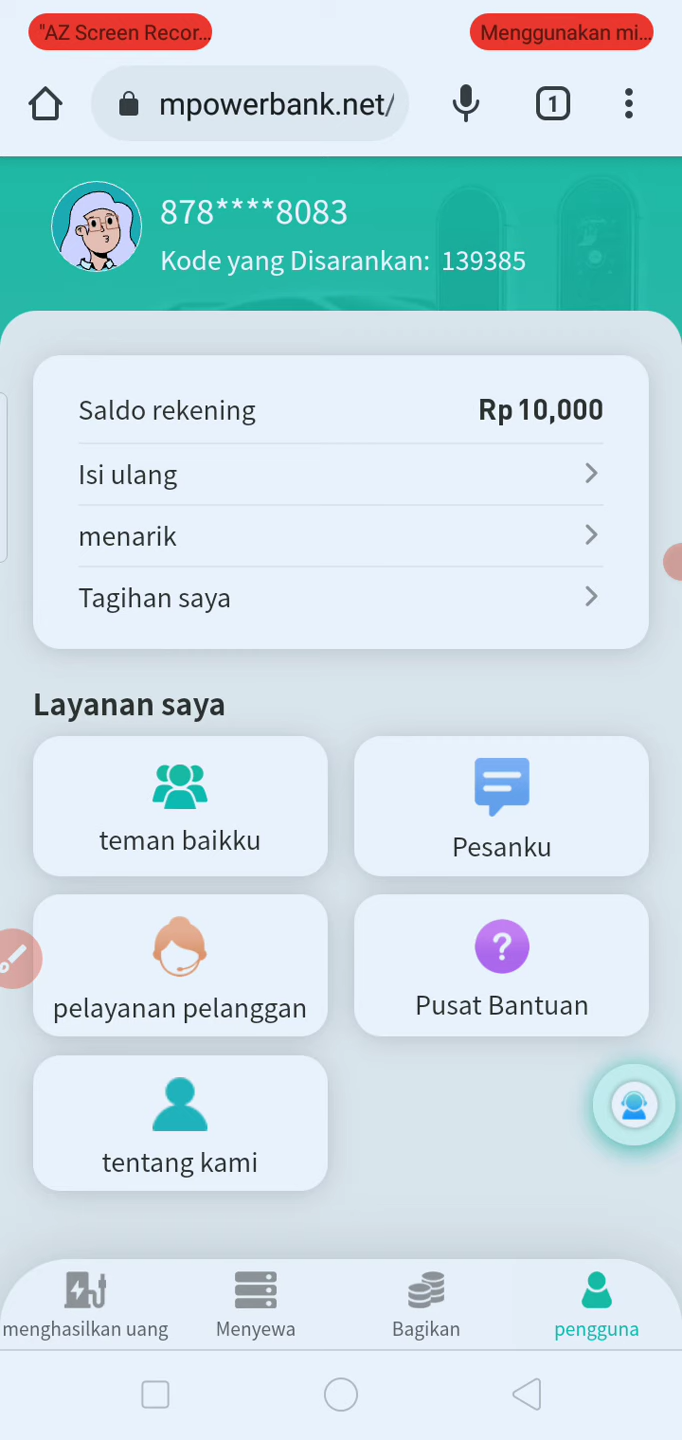 "AZ Screen Recor...
Menggunakan mi...
mpowerbank.net/
1
878****8083
Kode yang Disarankan: 139385
Saldo rekening
Rp 10,000
Isi ulang
menarik
Tagihan saya
Layanan saya
teman baikku
Pesanku
pelayanan pelanggan
Pusat Bantuan
tentang kami
menghasilkan uang
Menyewa
Bagikan
pengguna